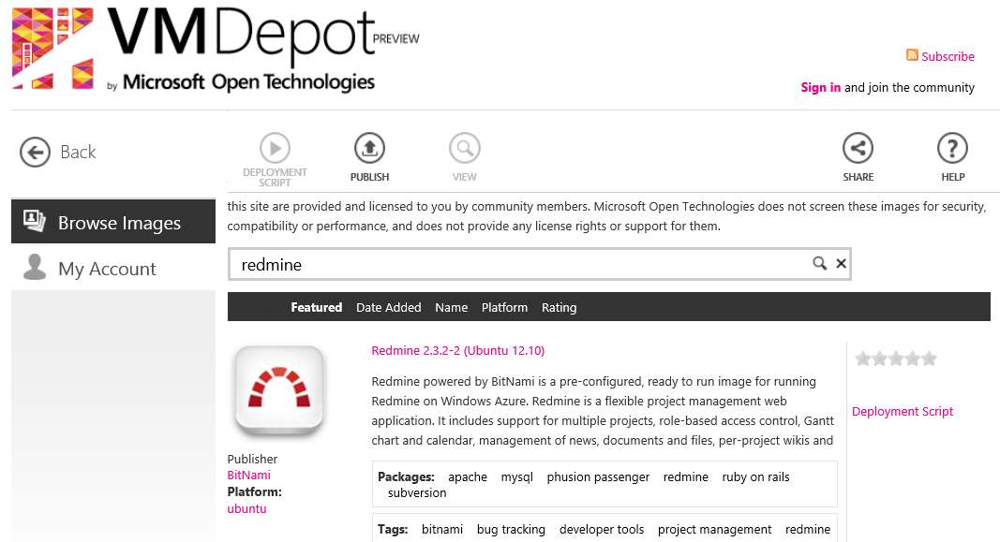 VMDepot PREVIEW
by Microsoft Open Technologies
Subscribe
Sign in and join the community
Back
DEPLOYMENT
SCRIPT
PUBLISH
VIEW
SHARE
HELP
Browse Images
My Account
this site are provided and licensed to you by community members. Microsoft Open Technologies does not screen these images for security,
compatibility or performance, and does not provide any license rights or support for them.
redmine
Featured Date Added Name Platform Rating
Redmine 2.3.2-2 (Ubuntu 12.10)
Redmine powered by BitNami is a pre-configured, ready to run image for running
Redmine on Windows Azure. Redmine is a flexible project management web
application. It includes support for multiple projects, role-based access control, Gantt
chart and calendar, management of news, documents and files, per-project wikis and
Deployment Script
Publisher
BitNami
Platform:
ubuntu
Packages: apache mysql phusion passenger redmine ruby on rails
subversion
Tags: bitnami bug tracking developer tools project management redmine